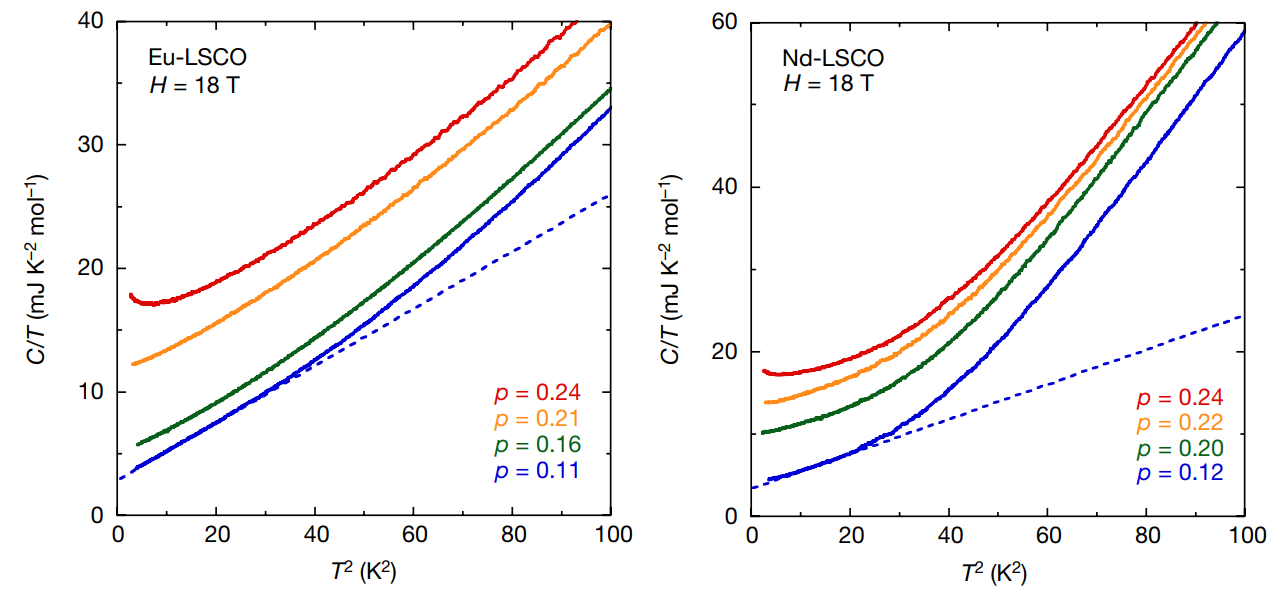 Eu-LSCO
H = 18 T
C/T (mJ K⁻² mol⁻¹)
40
30
20
10
0
p = 0.24
p = 0.21
p = 0.16
p = 0.11
0 20 40 60 80 100
T² (K²)
Nd-LSCO
H = 18 T
C/T (mJ K⁻² mol⁻¹)
60
40
20
0
p = 0.24
p = 0.22
p = 0.20
p = 0.12
0 20 40 60 80 100
T² (K²)